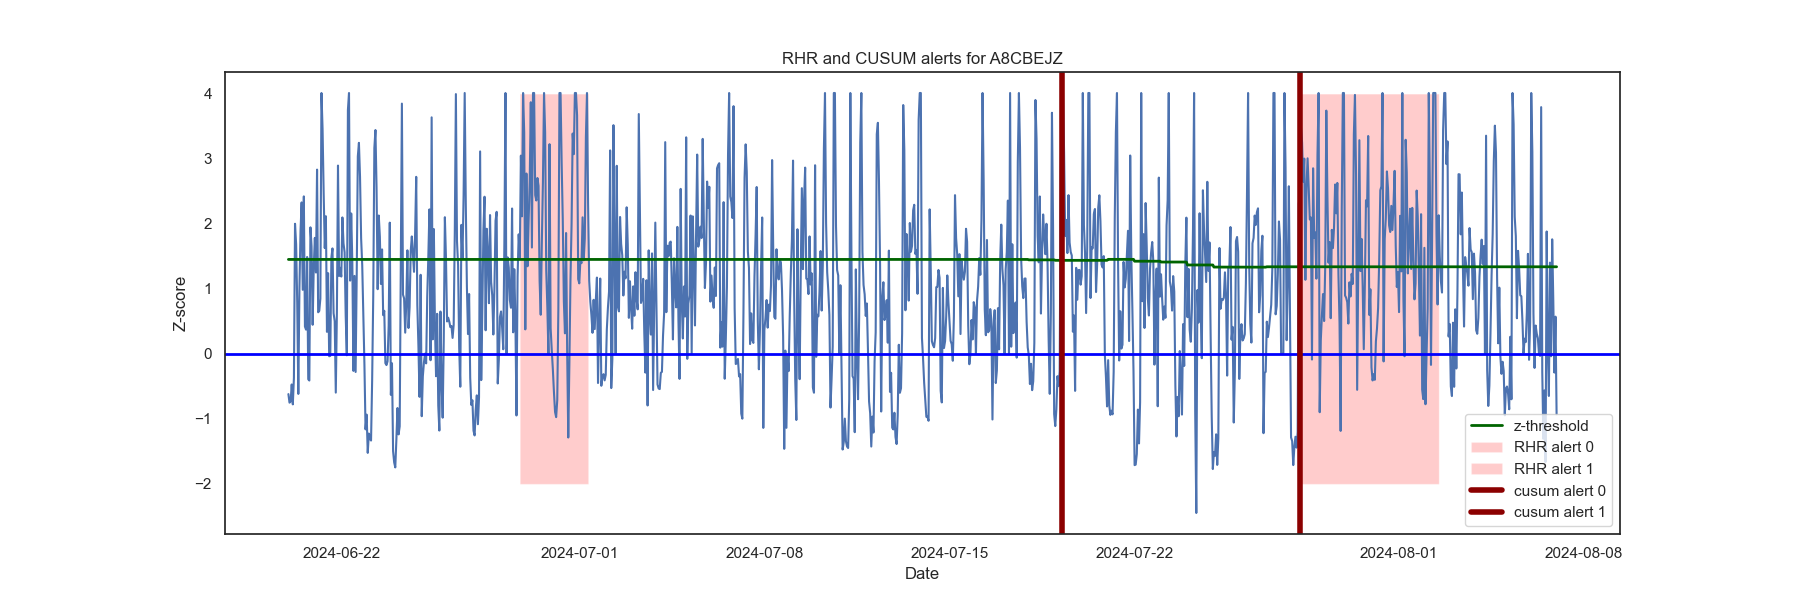 RHR and CUSUM alerts for A8CBEJZ
4
3
2
1
0
−1
−2
Z-score
z-threshold
RHR alert 0
RHR alert 1
cusum alert 0
cusum alert 1
2024-06-22 2024-07-01 2024-07-08 2024-07-15 2024-07-22 2024-08-01 2024-08-08
Date